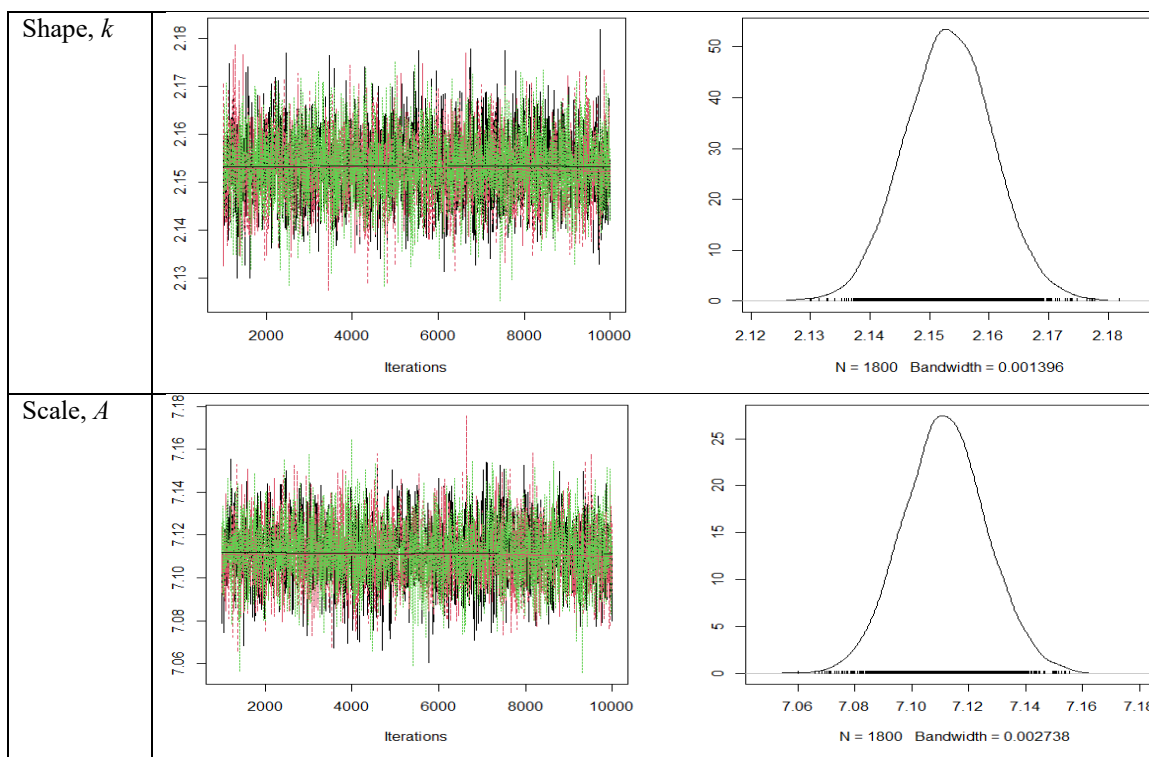 Shape, k
2.18
2.17
2.16
2.15
2.14
2.13
2000 4000 6000 8000 10000
Iterations
50
40
30
20
10
0
2.12 2.13 2.14 2.15 2.16 2.17 2.18
N = 1800 Bandwidth = 0.001396
Scale, A
7.18
7.16
7.14
7.12
7.10
7.08
7.06
2000 4000 6000 8000 10000
Iterations
25
20
15
10
5
0
7.06 7.08 7.10 7.12 7.14 7.16 7.18
N = 1800 Bandwidth = 0.002738